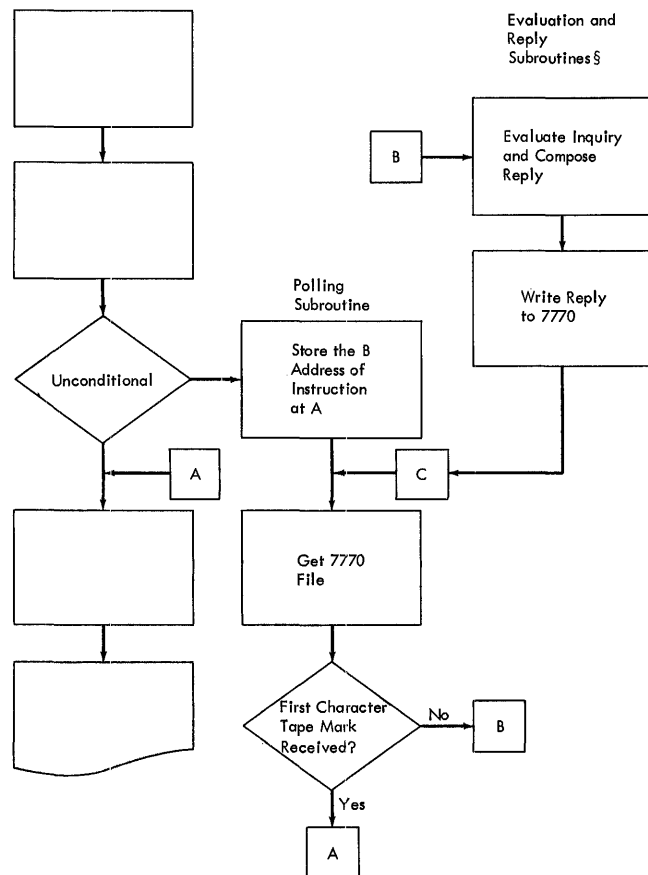 Evaluation and
Reply
Subroutines§
B
Evaluate Inquiry
and Compose
Reply
Write Reply
to 7770
Polling
Subroutine
Unconditional
Store the B
Address of
Instruction
at A
A
C
Get 7770
File
First Character
Tape Mark
Received?
No
B
Yes
A